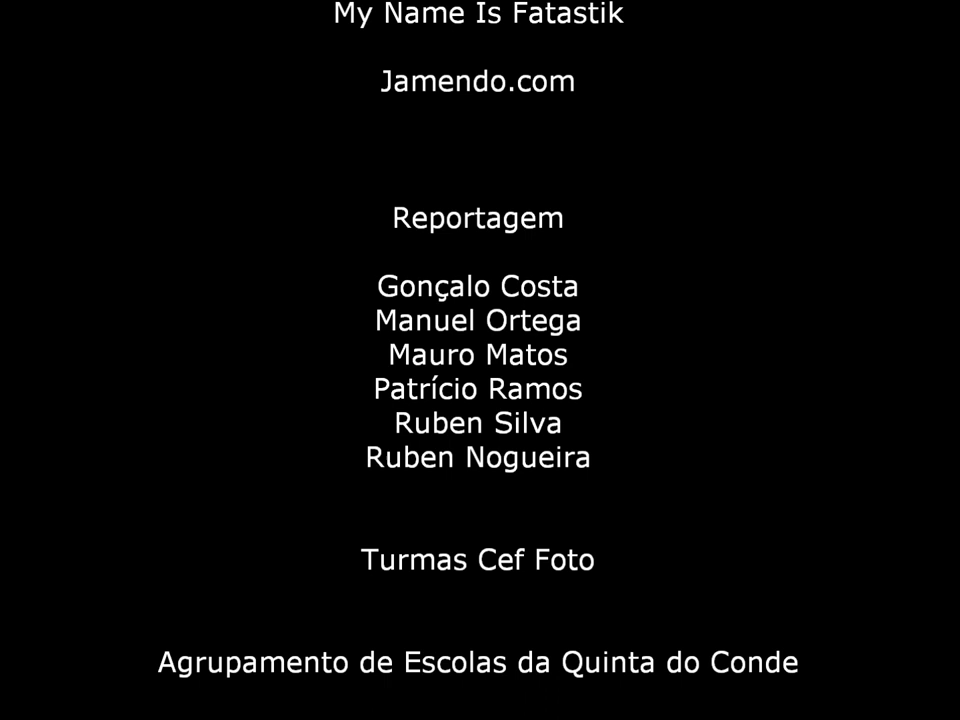 My Name Is Fatastik
Jamendo.com
Reportagem
Gonçalo Costa
Manuel Ortega
Mauro Matos
Patrício Ramos
Ruben Silva
Ruben Nogueira
Turmas Cef Foto
Agrupamento de Escolas da Quinta do Conde